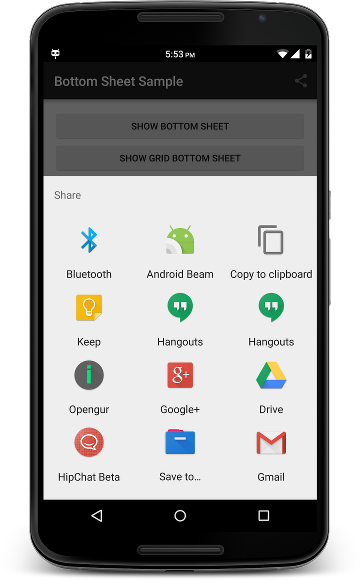 5:53 PM
Bottom Sheet Sample
SHOW BOTTOM SHEET
SHOW GRID BOTTOM SHEET
Share
Bluetooth Android Beam Copy to clipboard
Keep Hangouts Hangouts
i g+
Opengur Google+ Drive
HipChat Beta Save to... Gmail